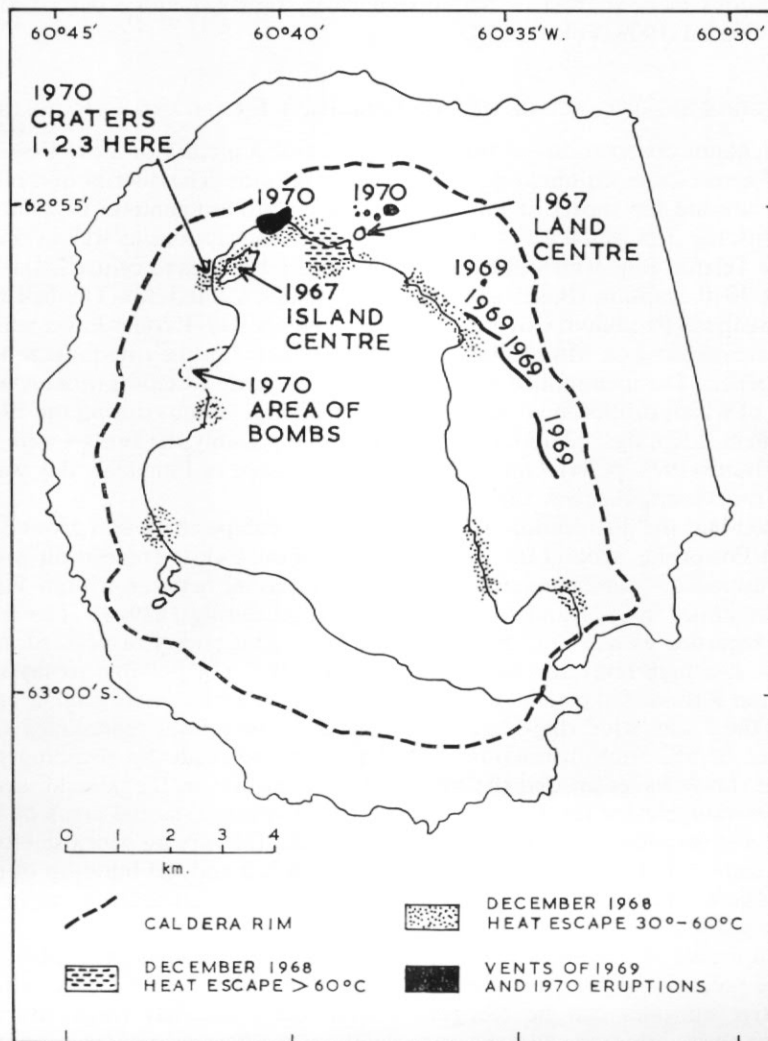 60°45'
60°40'
60°35'W.
60°30'
1970
CRATERS
1,2,3 HERE
62°55'
1970
1970
1967
LAND
CENTRE
1967
ISLAND
CENTRE
1969
1969
1969
1969
1970
AREA OF
BOMBS
63°00'S.
0 1 2 3 4
km.
CALDERA RIM
DECEMBER 1968
HEAT ESCAPE 30°–60°C
DECEMBER 1968
HEAT ESCAPE > 60°C
VENTS OF 1969
AND 1970 ERUPTIONS